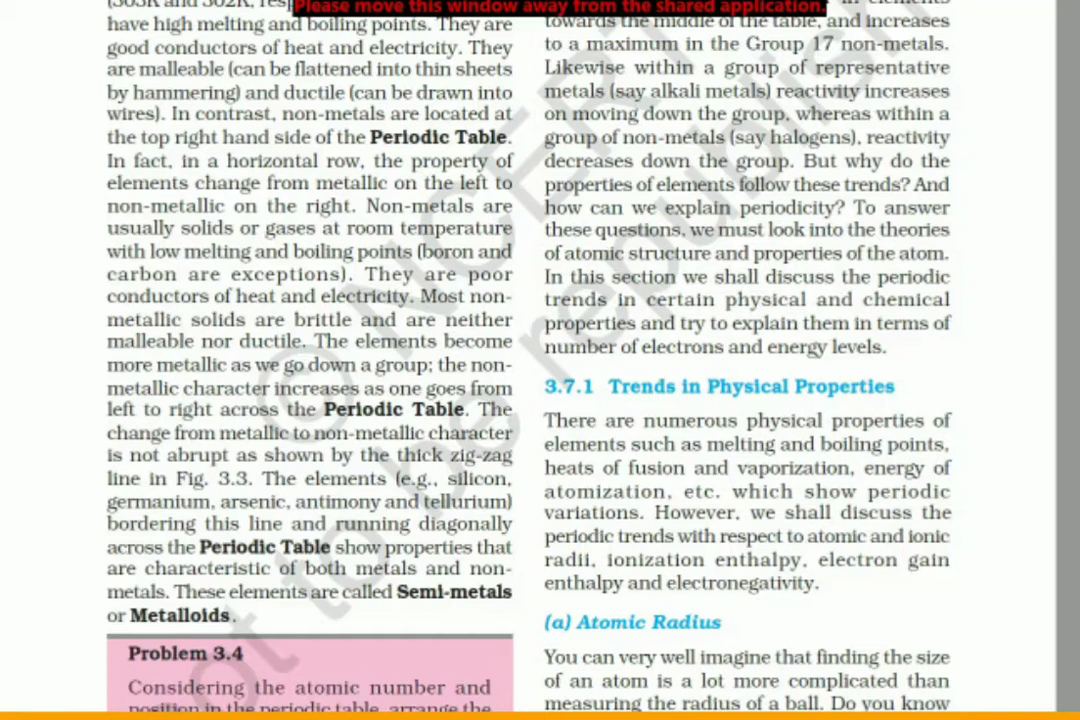 Please move this window away from the shared application.
(303K and 302K,
have high melting and boiling points. They are
good conductors of heat and electricity. They
are malleable (can be flattened into thin sheets
by hammering) and ductile (can be drawn into
wires). In contrast, non-metals are located at
the top right hand side of the Periodic Table.
In fact, in a horizontal row, the property of
elements change from metallic on the left to
non-metallic on the right. Non-metals are
usually solids or gases at room temperature
with low melting and boiling points (boron and
carbon are exceptions). They are poor
conductors of heat and electricity. Most non-
metallic solids are brittle and are neither
malleable nor ductile. The elements become
more metallic as we go down a group; the non-
metallic character increases as one goes from
left to right across the Periodic Table. The
change from metallic to non-metallic character
is not abrupt as shown by the thick zig-zag
line in Fig. 3.3. The elements (e.g., silicon,
germanium, arsenic, antimony and tellurium)
bordering this line and running diagonally
across the Periodic Table show properties that
are characteristic of both metals and non-
metals. These elements are called Semi-metals
or Metalloids.
Problem 3.4
Considering the atomic number and
position in the periodic table, arrange the
elements
towards the middle of the table, and increases
to a maximum in the Group 17 non-metals.
Likewise within a group of representative
metals (say alkali metals) reactivity increases
on moving down the group, whereas within a
group of non-metals (say halogens), reactivity
decreases down the group. But why do the
properties of elements follow these trends? And
how can we explain periodicity? To answer
these questions, we must look into the theories
of atomic structure and properties of the atom.
In this section we shall discuss the periodic
trends in certain physical and chemical
properties and try to explain them in terms of
number of electrons and energy levels.
3.7.1 Trends in Physical Properties
There are numerous physical properties of
elements such as melting and boiling points,
heats of fusion and vaporization, energy of
atomization, etc. which show periodic
variations. However, we shall discuss the
periodic trends with respect to atomic and ionic
radii, ionization enthalpy, electron gain
enthalpy and electronegativity.
(a) Atomic Radius
You can very well imagine that finding the size
of an atom is a lot more complicated than
measuring the radius of a ball. Do you know
© NCERT
not to be republish